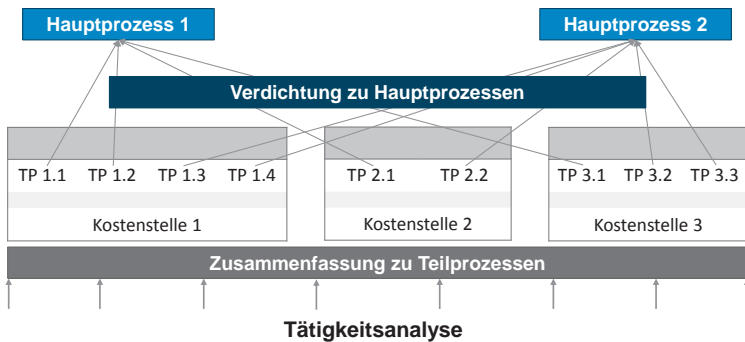 Hauptprozess 1 Hauptprozess 2
Verdichtung zu Hauptprozessen
TP 1.1 TP 1.2 TP 1.3 TP 1.4 TP 2.1 TP 2.2 TP 3.1 TP 3.2 TP 3.3
Kostenstelle 1 Kostenstelle 2 Kostenstelle 3
Zusammenfassung zu Teilprozessen
Tätigkeitsanalyse